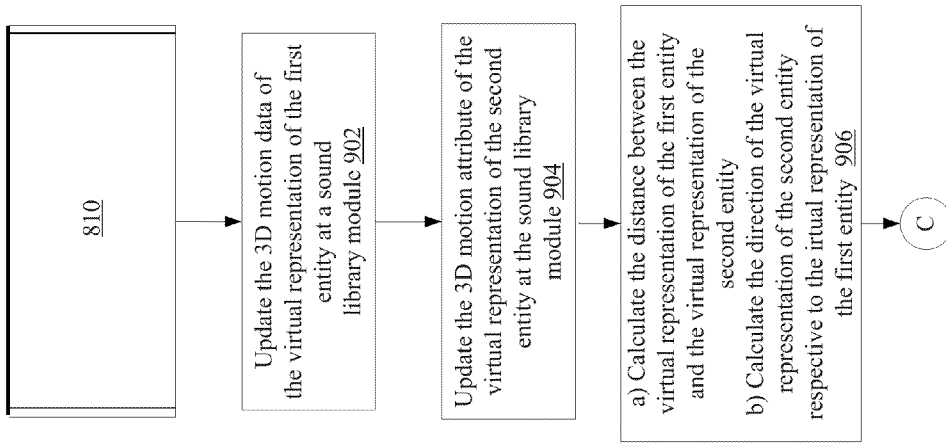 810
Update the 3D motion data of
the virtual representation of the first
entity at a sound
library module 902
Update the 3D motion attribute of the
virtual representation of the second
entity at the sound library
module 904
a) Calculate the distance between the
virtual representation of the first entity
and the virtual representation of the
second entity
b) Calculate the direction of the virtual
representation of the second entity
respective to the irtual representation of
the first entity 906
C